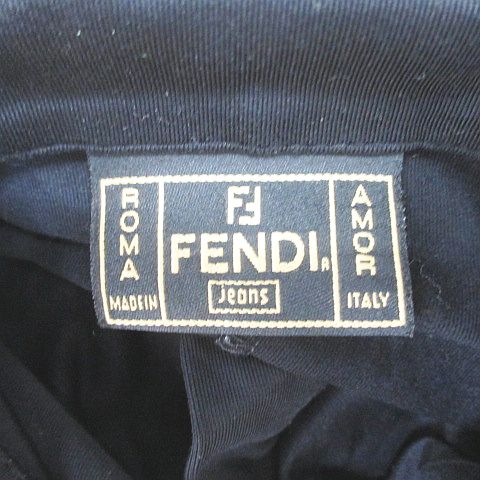 ROMA
MADE IN
FF
FENDI®
Jeans
AMOR
ITALY